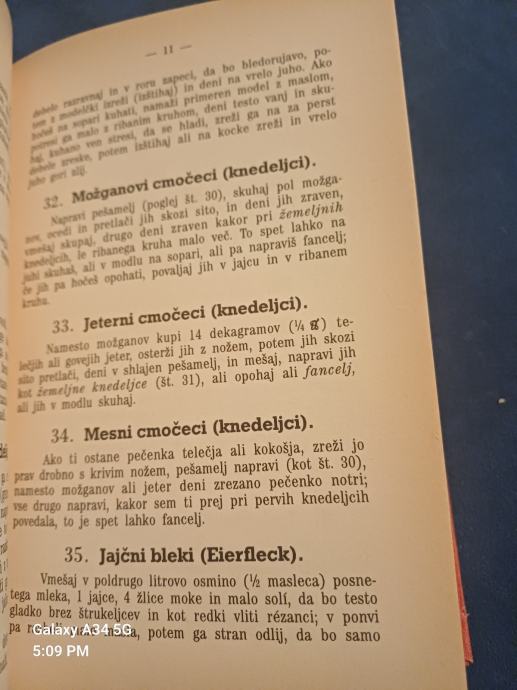 — 11 —
debelo razravnaj in v roru zapeci, da bo bledorujavo, po-
tem z modelčki izreži (izštihaj) in deni na vrelo juho. Ako
hočeš na sopari kuhati, namaži primeren model z maslom,
potresi ga malo z ribanim kruhom, deni testo vanj in sku-
haj, kuhano ven stresi, da se hladi, zreži ga na za perst
debele zreske, potem izštihaj ali na kocke zreži in vrelo
juho gori zlij.
32. Možganovi cmočeci (knedeljci).
Napravi pešamelj (poglej št. 30), skuhaj pol možga-
nov, ocedi in pretlači jih skozi sito, in deni jih zraven,
vmešaj skupaj, drugo deni zraven kakor pri žemeljnih
knedeljcih, le ribanega kruha malo več. To spet lahko na
juhi skuhaš, ali v modlu na sopari, ali pa napraviš fancelj;
če jih pa hočeš opohati, povaljaj jih v jajcu in v ribanem
kruhu.
33. Jeterni cmočeci (knedeljci).
Namesto možganov kupi 14 dekagramov (¼ ℔) te-
lečjih ali govejih jeter, osterži jih z nožem, potem jih skozi
sito pretlači, deni v shlajen pešamelj, in mešaj, napravi jih
kot žemeljne knedeljce (št. 31), ali opohaj ali fancelj,
ali jih v modlu skuhaj.
34. Mesni cmočeci (knedeljci).
Ako ti ostane pečenka telečja ali kokošja, zreži jo
prav drobno s krivim nožem, pešamelj napravi (kot št. 30),
namesto možganov ali jeter deni zrezano pečenko notri;
vse drugo napravi, kakor sem ti prej pri pervih knedeljcih
povedala, to je spet lahko fancelj.
35. Jajčni bleki (Eierfleck).
Vmešaj v poldrugo litrovo osmino (½ masleca) posne-
tega mleka, 1 jajce, 4 žlice moke in malo solí, da bo testo
gladko brez štrukeljcev in kot redki vliti rézanci; v ponvi
pa masla, potem ga stran odlij, da bo samo
Galaxy A34 5G
5:09 PM